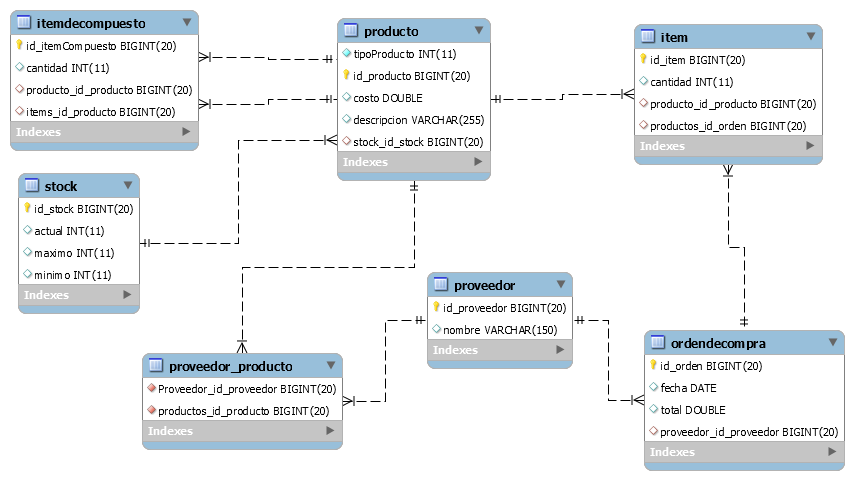 itemdecompuesto
id_itemCompuesto BIGINT(20)
cantidad INT(11)
producto_id_producto BIGINT(20)
items_id_producto BIGINT(20)
Indexes
producto
tipoProducto INT(11)
id_producto BIGINT(20)
costo DOUBLE
descripcion VARCHAR(255)
stock_id_stock BIGINT(20)
Indexes
item
id_item BIGINT(20)
cantidad INT(11)
producto_id_producto BIGINT(20)
productos_id_orden BIGINT(20)
Indexes
stock
id_stock BIGINT(20)
actual INT(11)
maximo INT(11)
minimo INT(11)
Indexes
proveedor
id_proveedor BIGINT(20)
nombre VARCHAR(150)
Indexes
proveedor_producto
Proveedor_id_proveedor BIGINT(20)
productos_id_producto BIGINT(20)
Indexes
ordendecompra
id_orden BIGINT(20)
fecha DATE
total DOUBLE
proveedor_id_proveedor BIGINT(20)
Indexes